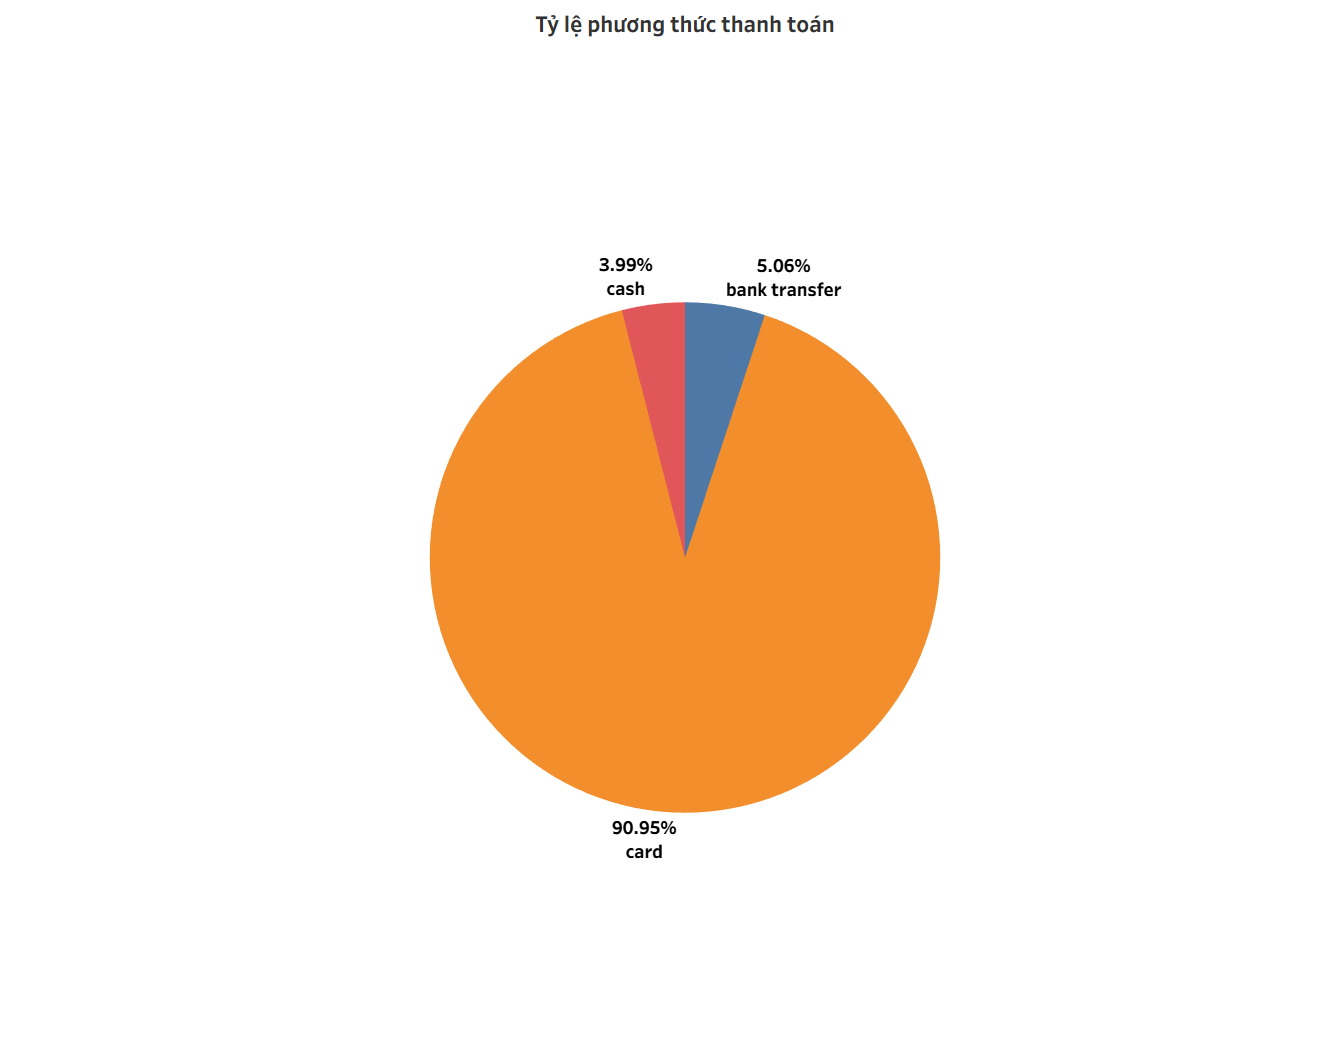 Tỷ lệ phương thức thanh toán
3.99%
cash
5.06%
bank transfer
90.95%
card